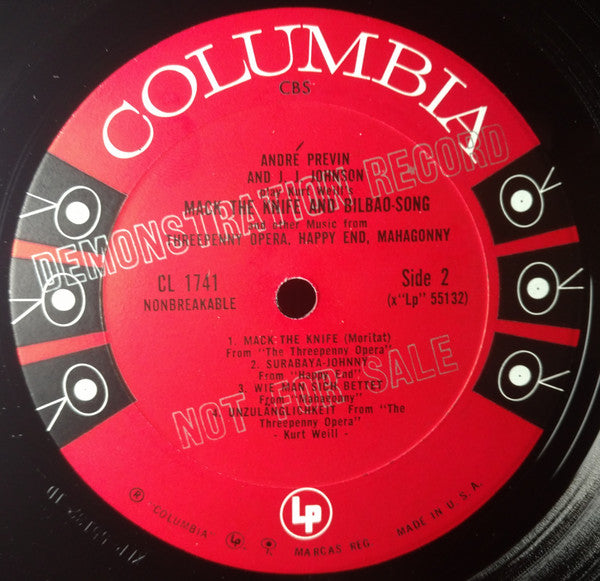 COLUMBIA
CBS
ANDRÉ PREVIN
AND J. J. JOHNSON
play Kurt Weill's
MACK THE KNIFE AND BILBAO-SONG
and other Music from
THREEPENNY OPERA, HAPPY END, MAHAGONNY
DEMONSTRATION RECORD
CL 1741
NONBREAKABLE
Side 2
(x"Lp" 55132)
1. MACK THE KNIFE (Moritat)
From "The Threepenny Opera"
2. SURABAYA-JOHNNY
From "Happy End"
3. WIE MAN SICH BETTET
From "Mahagonny"
4. UNZULÄNGLICHKEIT From "The
Threepenny Opera"
- Kurt Weill -
NOT FOR SALE
Lp
® "COLUMBIA" Lp MARCAS REG. MADE IN U.S.A.